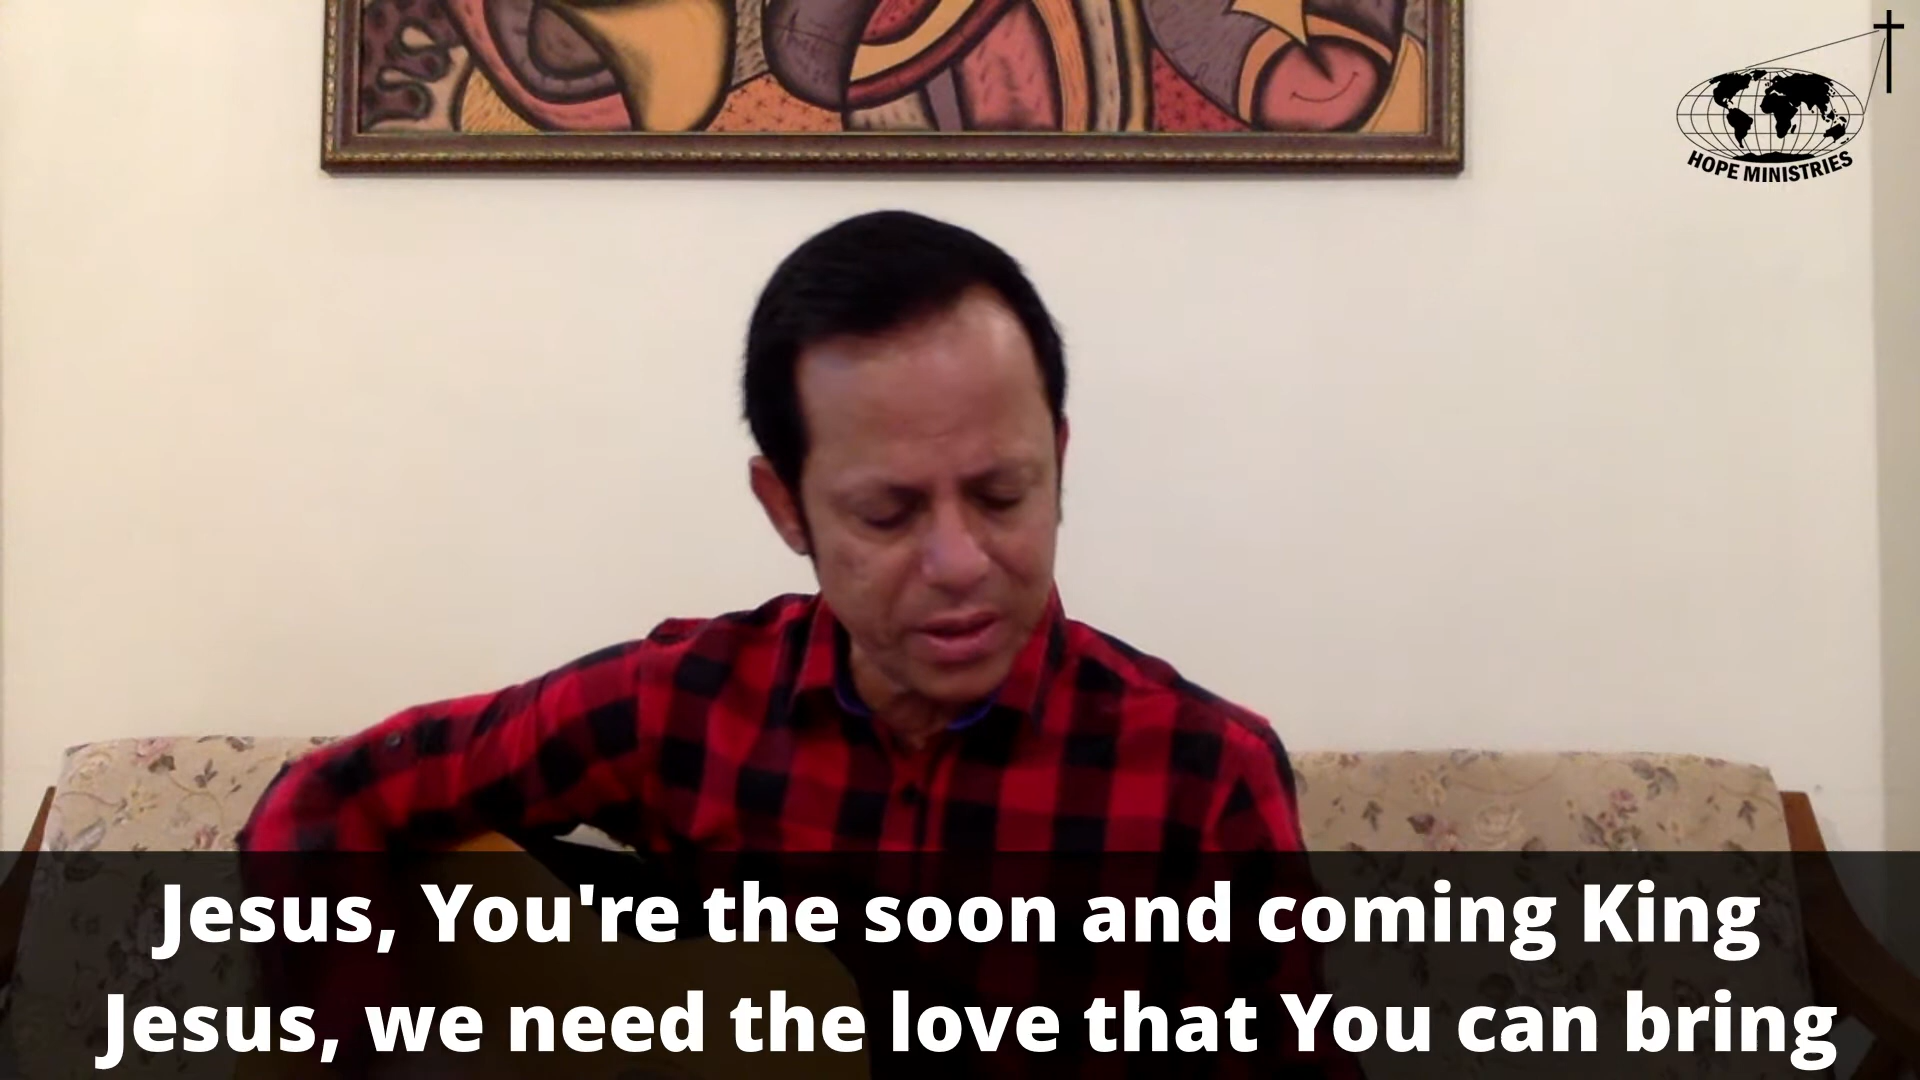 HOPE MINISTRIES
Jesus, You're the soon and coming King
Jesus, we need the love that You can bring